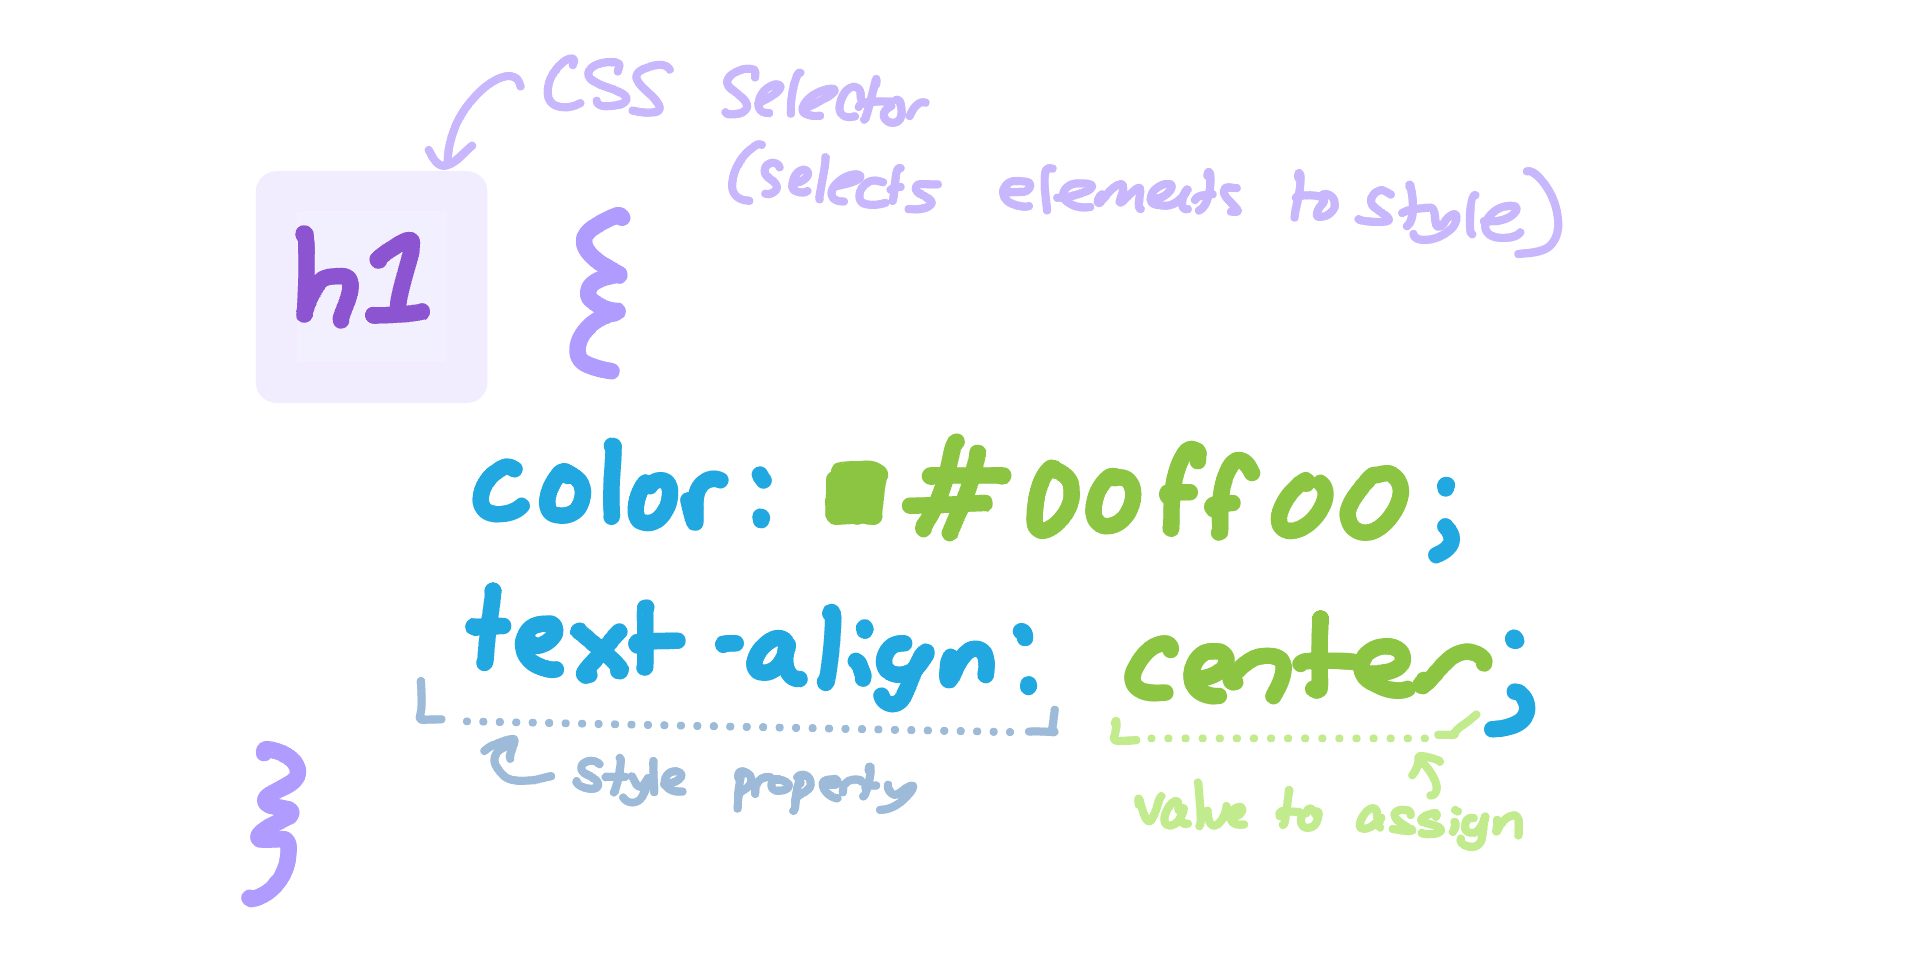 CSS Selector
(selects elements to style)
h1 {
color: #00ff00;
text-align: center;
style property
value to assign
}